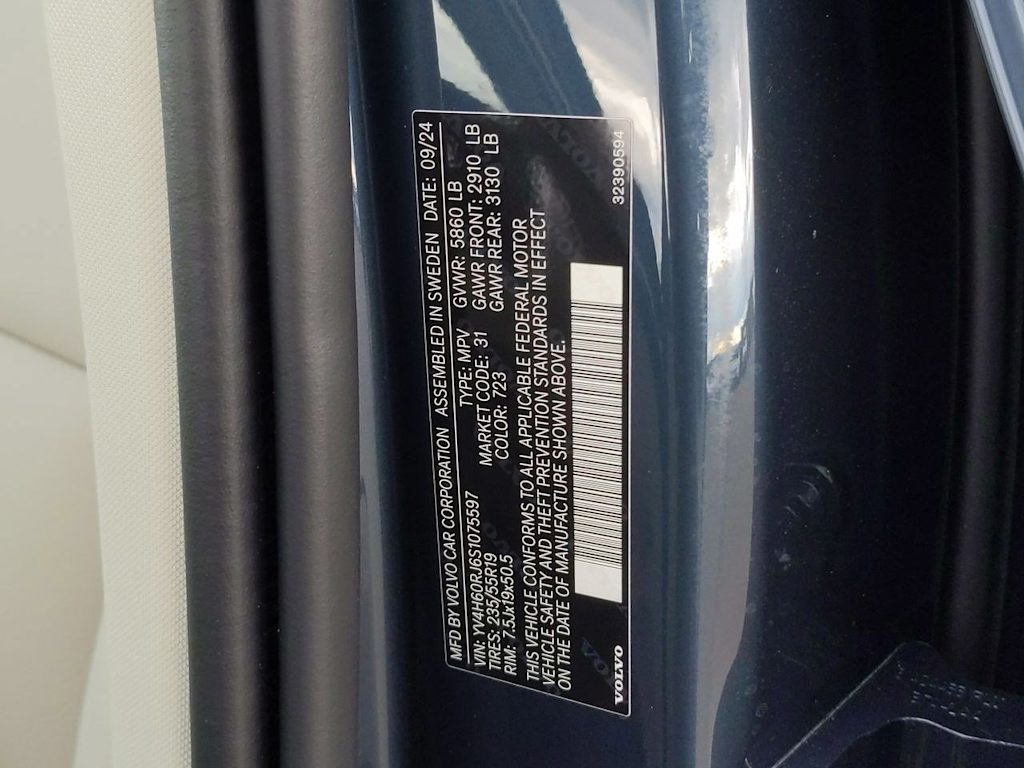 MFD BY VOLVO CAR CORPORATION ASSEMBLED IN SWEDEN DATE: 09/24
VIN: YV4H60RJ6S1075597 TYPE: MPV GVWR: 5860 LB
TIRES: 235/55R19 MARKET CODE: 31 GAWR FRONT: 2910 LB
RIM: 7.5Jx19x50.5 COLOR: 723 GAWR REAR: 3130 LB
THIS VEHICLE CONFORMS TO ALL APPLICABLE FEDERAL MOTOR
VEHICLE SAFETY AND THEFT PREVENTION STANDARDS IN EFFECT
ON THE DATE OF MANUFACTURE SHOWN ABOVE.
VOLVO 32390594